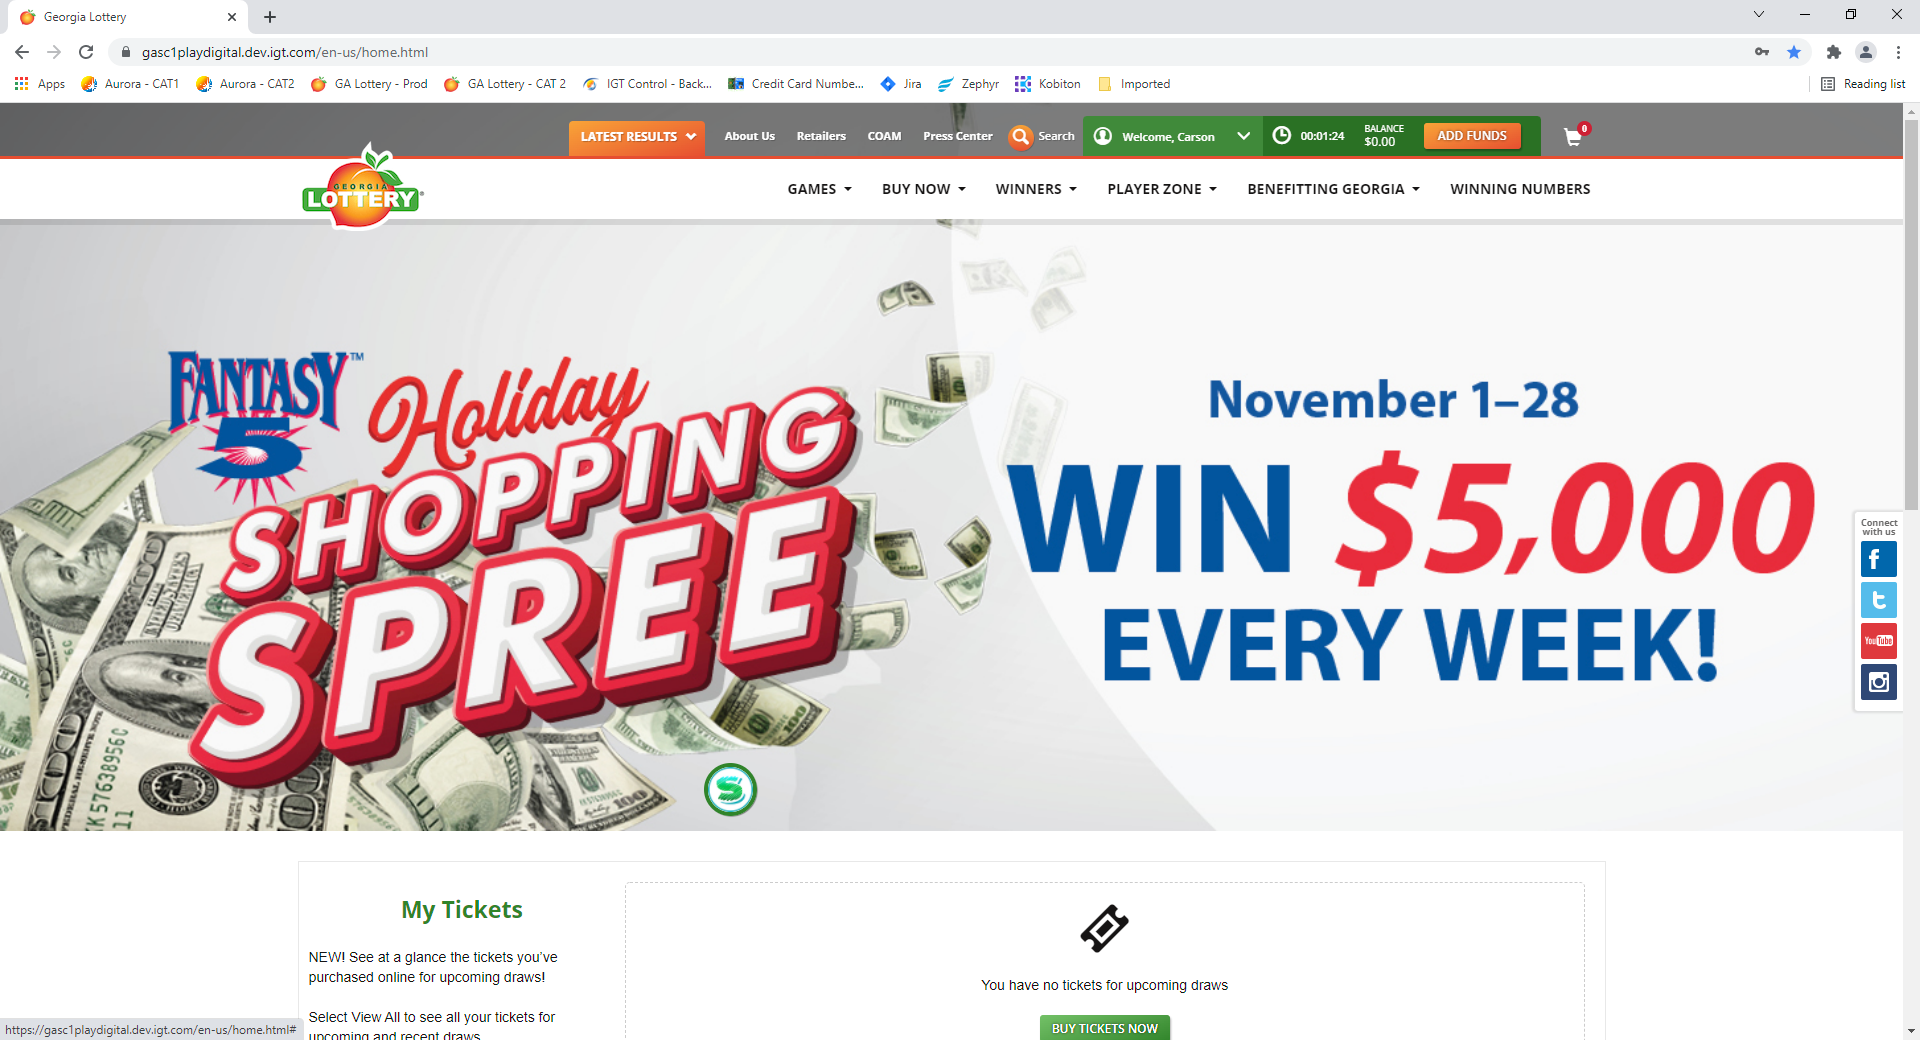 Georgia Lottery
gasc1playdigital.dev.igt.com/en-us/home.html
Apps Aurora - CAT1 Aurora - CAT2 GA Lottery - Prod GA Lottery - CAT 2 IGT Control - Back... Credit Card Numbe... Jira Zephyr Kobiton Imported Reading list
LATEST RESULTS About Us Retailers COAM Press Center Search Welcome, Carson 00:01:24 BALANCE $0.00 ADD FUNDS 0
GEORGIA
LOTTERY
GAMES BUY NOW WINNERS PLAYER ZONE BENEFITTING GEORGIA WINNING NUMBERS
FANTASY 5™
Holiday
SHOPPING
SPREE
November 1–28
WIN $5,000
EVERY WEEK!
Connect
with us
f
t
YouTube
KK57638956C
100
S
My Tickets
NEW! See at a glance the tickets you've
purchased online for upcoming draws!
Select View All to see all your tickets for
upcoming and recent draws
You have no tickets for upcoming draws
BUY TICKETS NOW
https://gasc1playdigital.dev.igt.com/en-us/home.html#